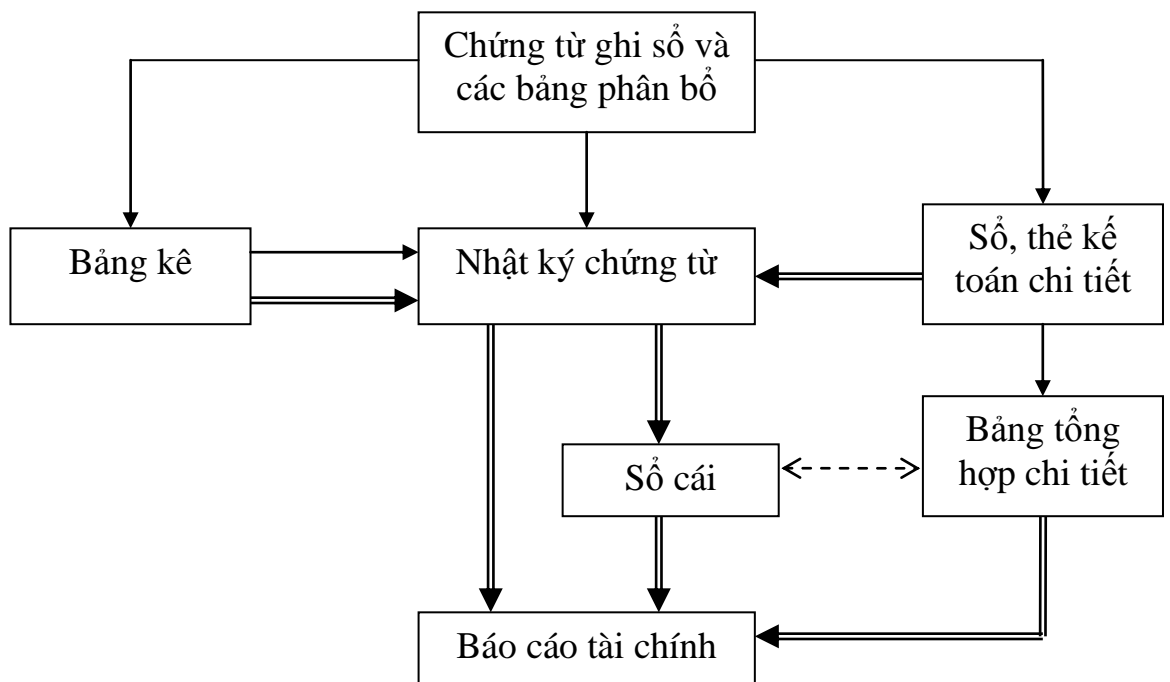 Chứng từ ghi sổ và
các bảng phân bổ
Bảng kê
Nhật ký chứng từ
Sổ, thẻ kế
toán chi tiết
Sổ cái
Bảng tổng
hợp chi tiết
Báo cáo tài chính